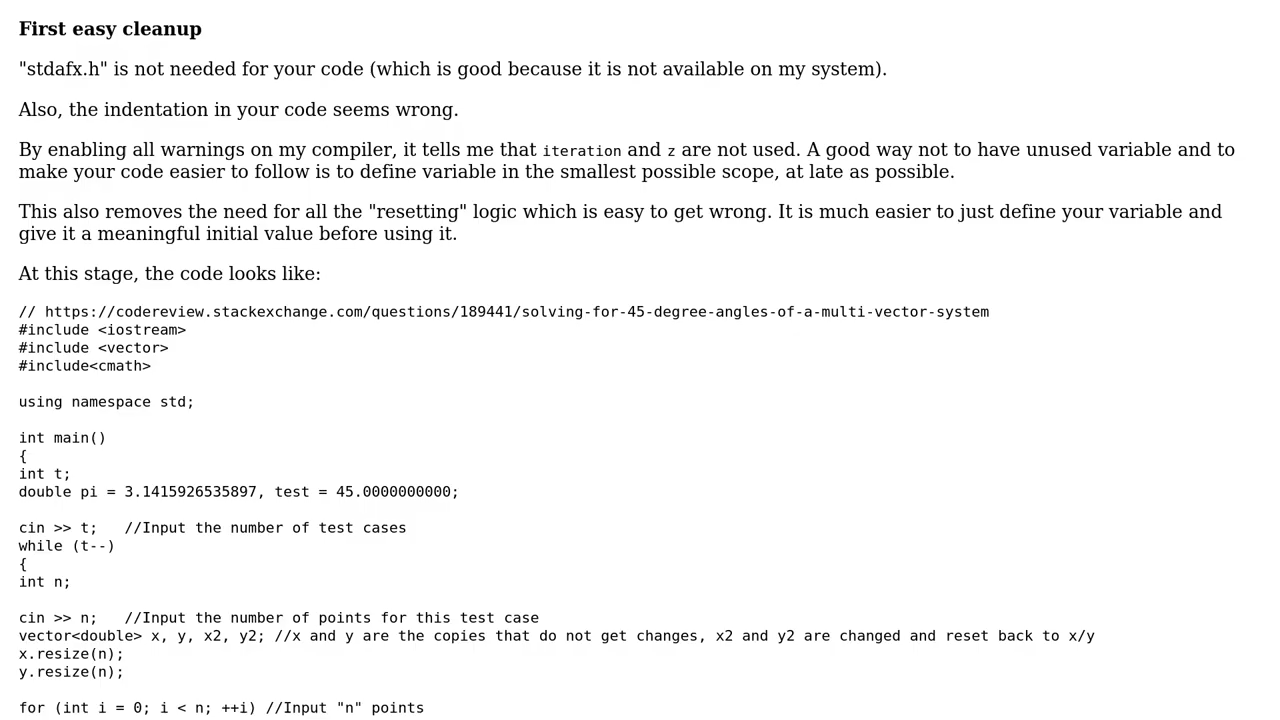 First easy cleanup
"stdafx.h" is not needed for your code (which is good because it is not available on my system).
Also, the indentation in your code seems wrong.
By enabling all warnings on my compiler, it tells me that iteration and z are not used. A good way not to have unused variable and to
make your code easier to follow is to define variable in the smallest possible scope, at late as possible.
This also removes the need for all the "resetting" logic which is easy to get wrong. It is much easier to just define your variable and
give it a meaningful initial value before using it.
At this stage, the code looks like:
// https://codereview.stackexchange.com/questions/189441/solving-for-45-degree-angles-of-a-multi-vector-system
#include <iostream>
#include <vector>
#include<cmath>
using namespace std;
int main()
{
int t;
double pi = 3.1415926535897, test = 45.0000000000;
cin >> t;   //Input the number of test cases
while (t--)
{
int n;
cin >> n;   //Input the number of points for this test case
vector<double> x, y, x2, y2; //x and y are the copies that do not get changes, x2 and y2 are changed and reset back to x/y
x.resize(n);
y.resize(n);
for (int i = 0; i < n; ++i) //Input "n" points